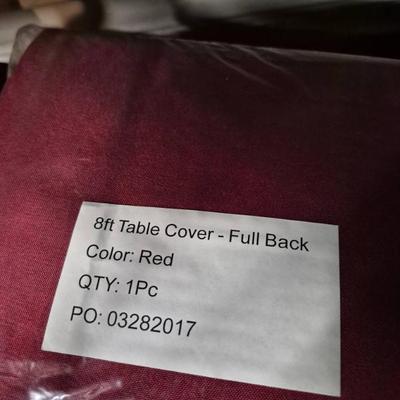 8ft Table Cover - Full Back
Color: Red
QTY: 1Pc
PO: 03282017